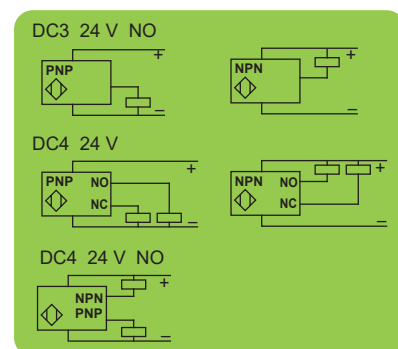 DC3 24 V NO
PNP + −
NPN + −
DC4 24 V
PNP NO NC + −
NPN NO NC + −
DC4 24 V NO
NPN PNP + −